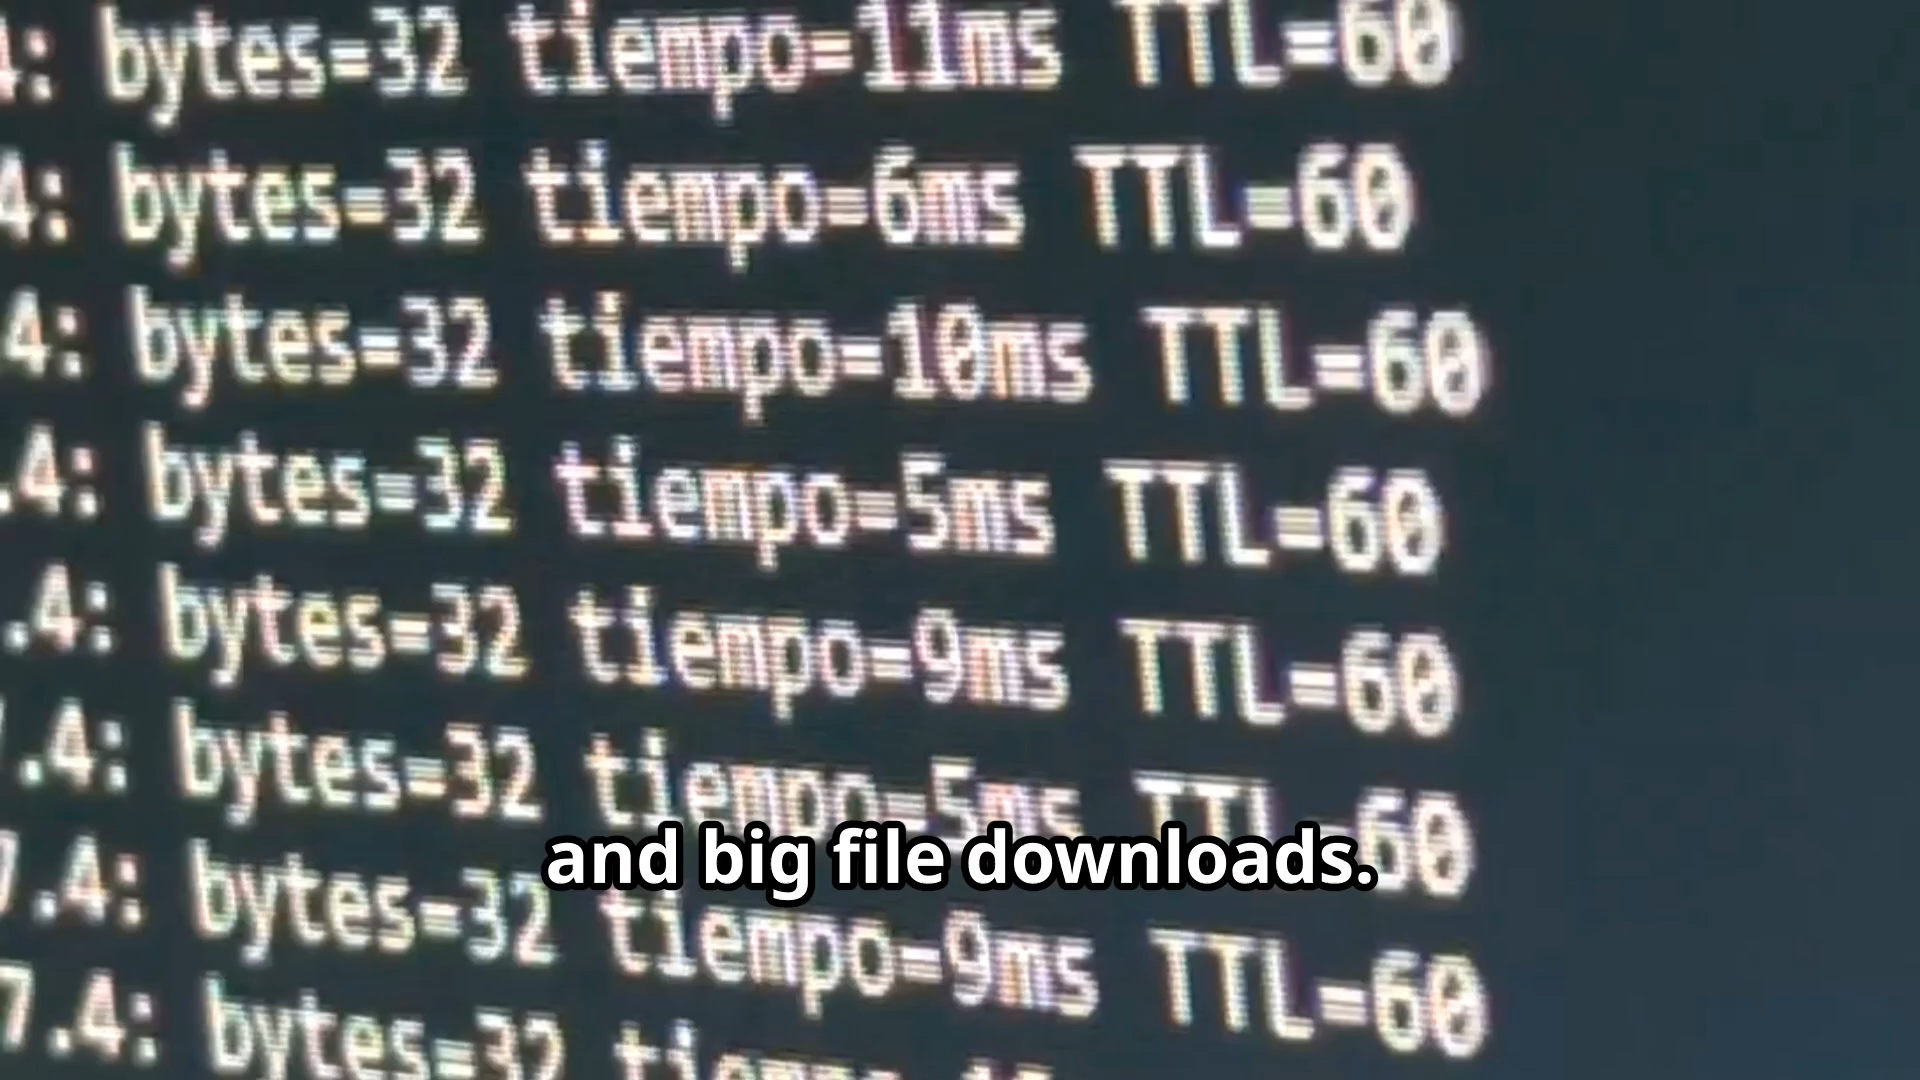 4: bytes=32 tiempo=11ms TTL=60
4: bytes=32 tiempo=6ms TTL=60
4: bytes=32 tiempo=10ms TTL=60
.4: bytes=32 tiempo=5ms TTL=60
.4: bytes=32 tiempo=9ms TTL=60
.4: bytes=32 tiempo=5ms TTL=60
and big file downloads.
7.4: bytes=32 tiempo=9ms TTL=60
7.4: bytes=32